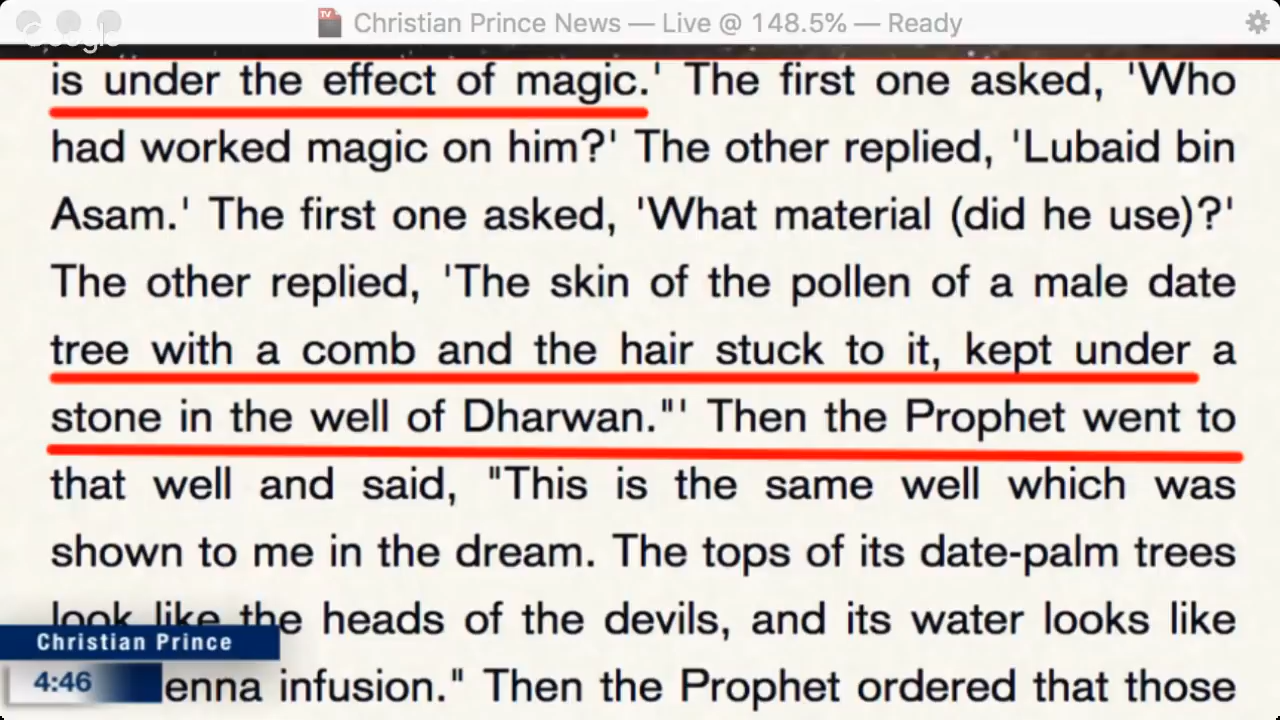 Christian Prince News — Live @ 148.5% — Ready
Google
is under the effect of magic.' The first one asked, 'Who
had worked magic on him?' The other replied, 'Lubaid bin
Asam.' The first one asked, 'What material (did he use)?'
The other replied, 'The skin of the pollen of a male date
tree with a comb and the hair stuck to it, kept under a
stone in the well of Dharwan."' Then the Prophet went to
that well and said, "This is the same well which was
shown to me in the dream. The tops of its date-palm trees
look like the heads of the devils, and its water looks like
enna infusion." Then the Prophet ordered that those
Christian Prince
4:46